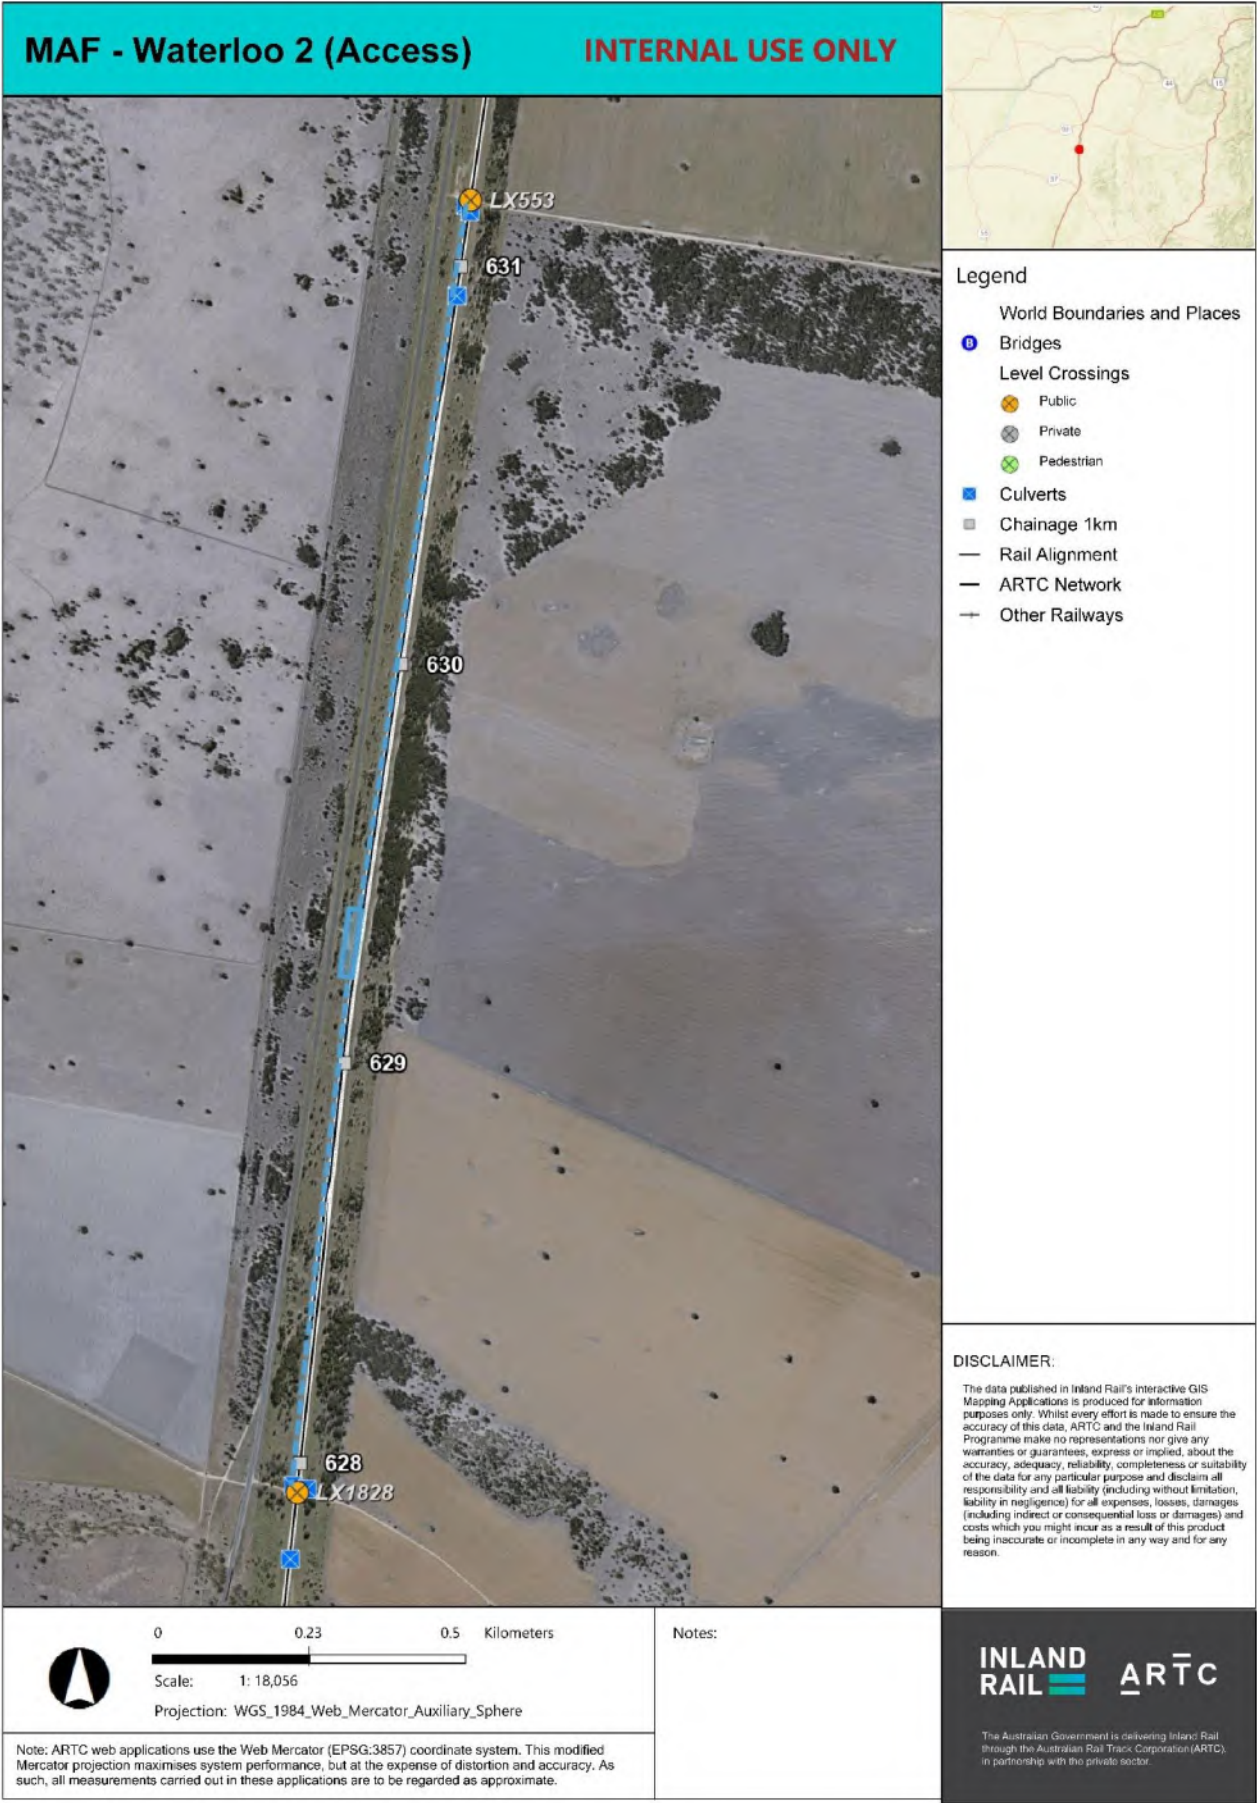 MAF - Waterloo 2 (Access)
INTERNAL USE ONLY
LX553
631
630
629
628
LX1828
Legend
World Boundaries and Places
B Bridges
Level Crossings
Public
Private
Pedestrian
Culverts
Chainage 1km
Rail Alignment
ARTC Network
Other Railways
DISCLAIMER:
The data published in Inland Rail's interactive GIS
Mapping Applications is produced for information
purposes only. Whilst every effort is made to ensure the
accuracy of this data, ARTC and the Inland Rail
Programme make no representations nor give any
warranties or guarantees, express or implied, about the
accuracy, adequacy, reliability, completeness or suitability
of the data for any particular purpose and disclaim all
responsibility and all liability (including without limitation,
liability in negligence) for all expenses, losses, damages
(including indirect or consequential loss or damages) and
costs which you might incur as a result of this product
being inaccurate or incomplete in any way and for any
reason.
0 0.23 0.5 Kilometers
Scale: 1: 18,056
Projection: WGS_1984_Web_Mercator_Auxiliary_Sphere
Note: ARTC web applications use the Web Mercator (EPSG:3857) coordinate system. This modified
Mercator projection maximises system performance, but at the expense of distortion and accuracy. As
such, all measurements carried out in these applications are to be regarded as approximate.
Notes:
INLAND
RAIL
ARTC
The Australian Government is delivering Inland Rail
through the Australian Rail Track Corporation (ARTC),
in partnership with the private sector.